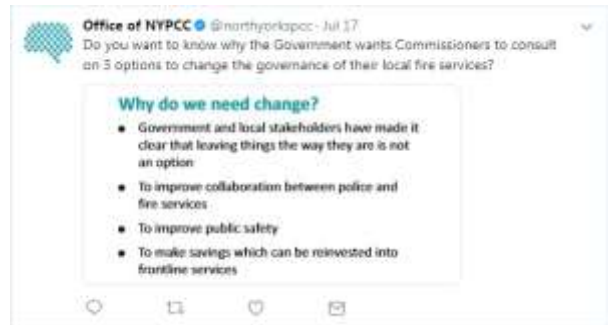 Office of NYPCC @northyorkspcc · Jul 17
Do you want to know why the Government wants Commissioners to consult
on 3 options to change the governance of their local fire services?
Why do we need change?
• Government and local stakeholders have made it
clear that leaving things the way they are is not
an option
• To improve collaboration between police and
fire services
• To improve public safety
• To make savings which can be reinvested into
frontline services